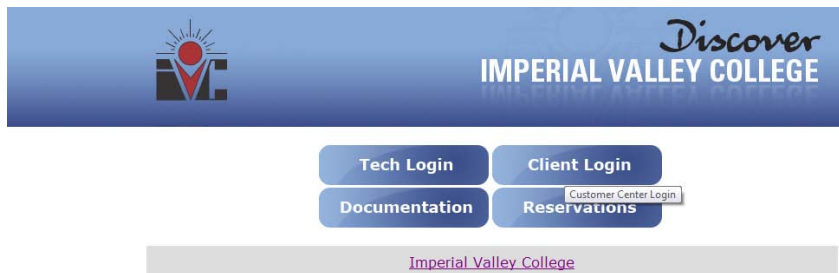 IVC
Discover
IMPERIAL VALLEY COLLEGE
Tech Login Client Login
Customer Center Login
Documentation Reservations
Imperial Valley College